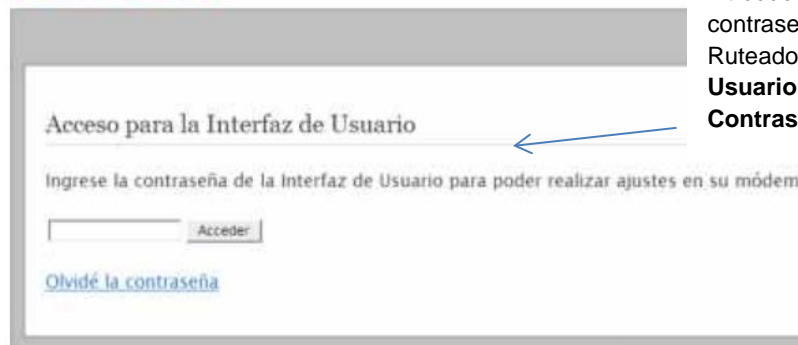 contrase
Ruteado
Usuario
Contras
Acceso para la Interfaz de Usuario
Ingrese la contraseña de la Interfaz de Usuario para poder realizar ajustes en su módem
Acceder
Olvidé la contraseña